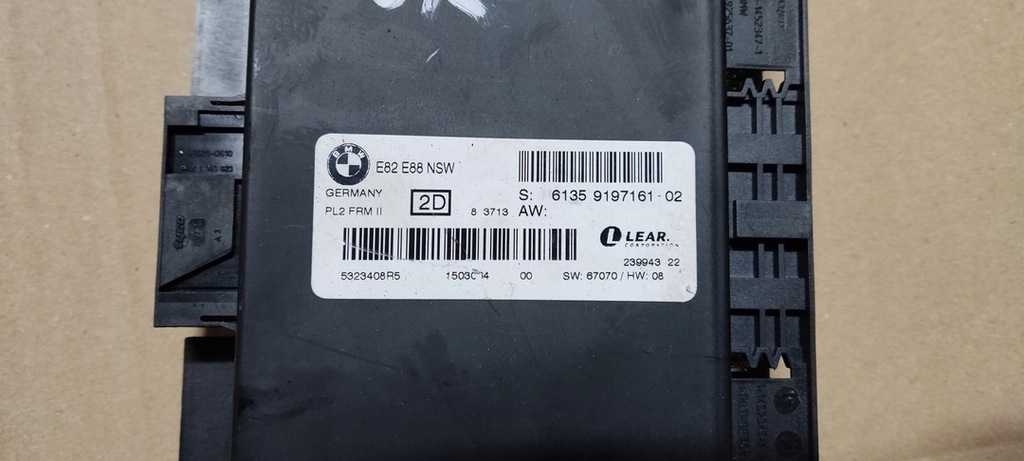 BMW
E82 E88 NSW
GERMANY
PL2 FRM II
2D
8 3713
S: 6135 9197161-02
AW:
LEAR
CORPORATION
239943 22
5323408R5
00
SW: 67070 / HW: 08